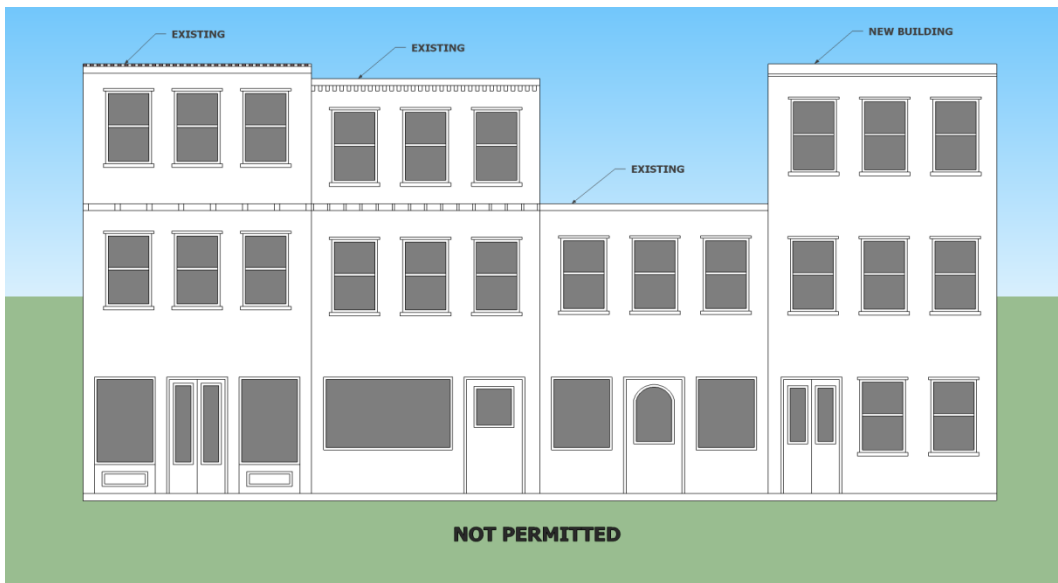 EXISTING
EXISTING
NEW BUILDING
EXISTING
NOT PERMITTED